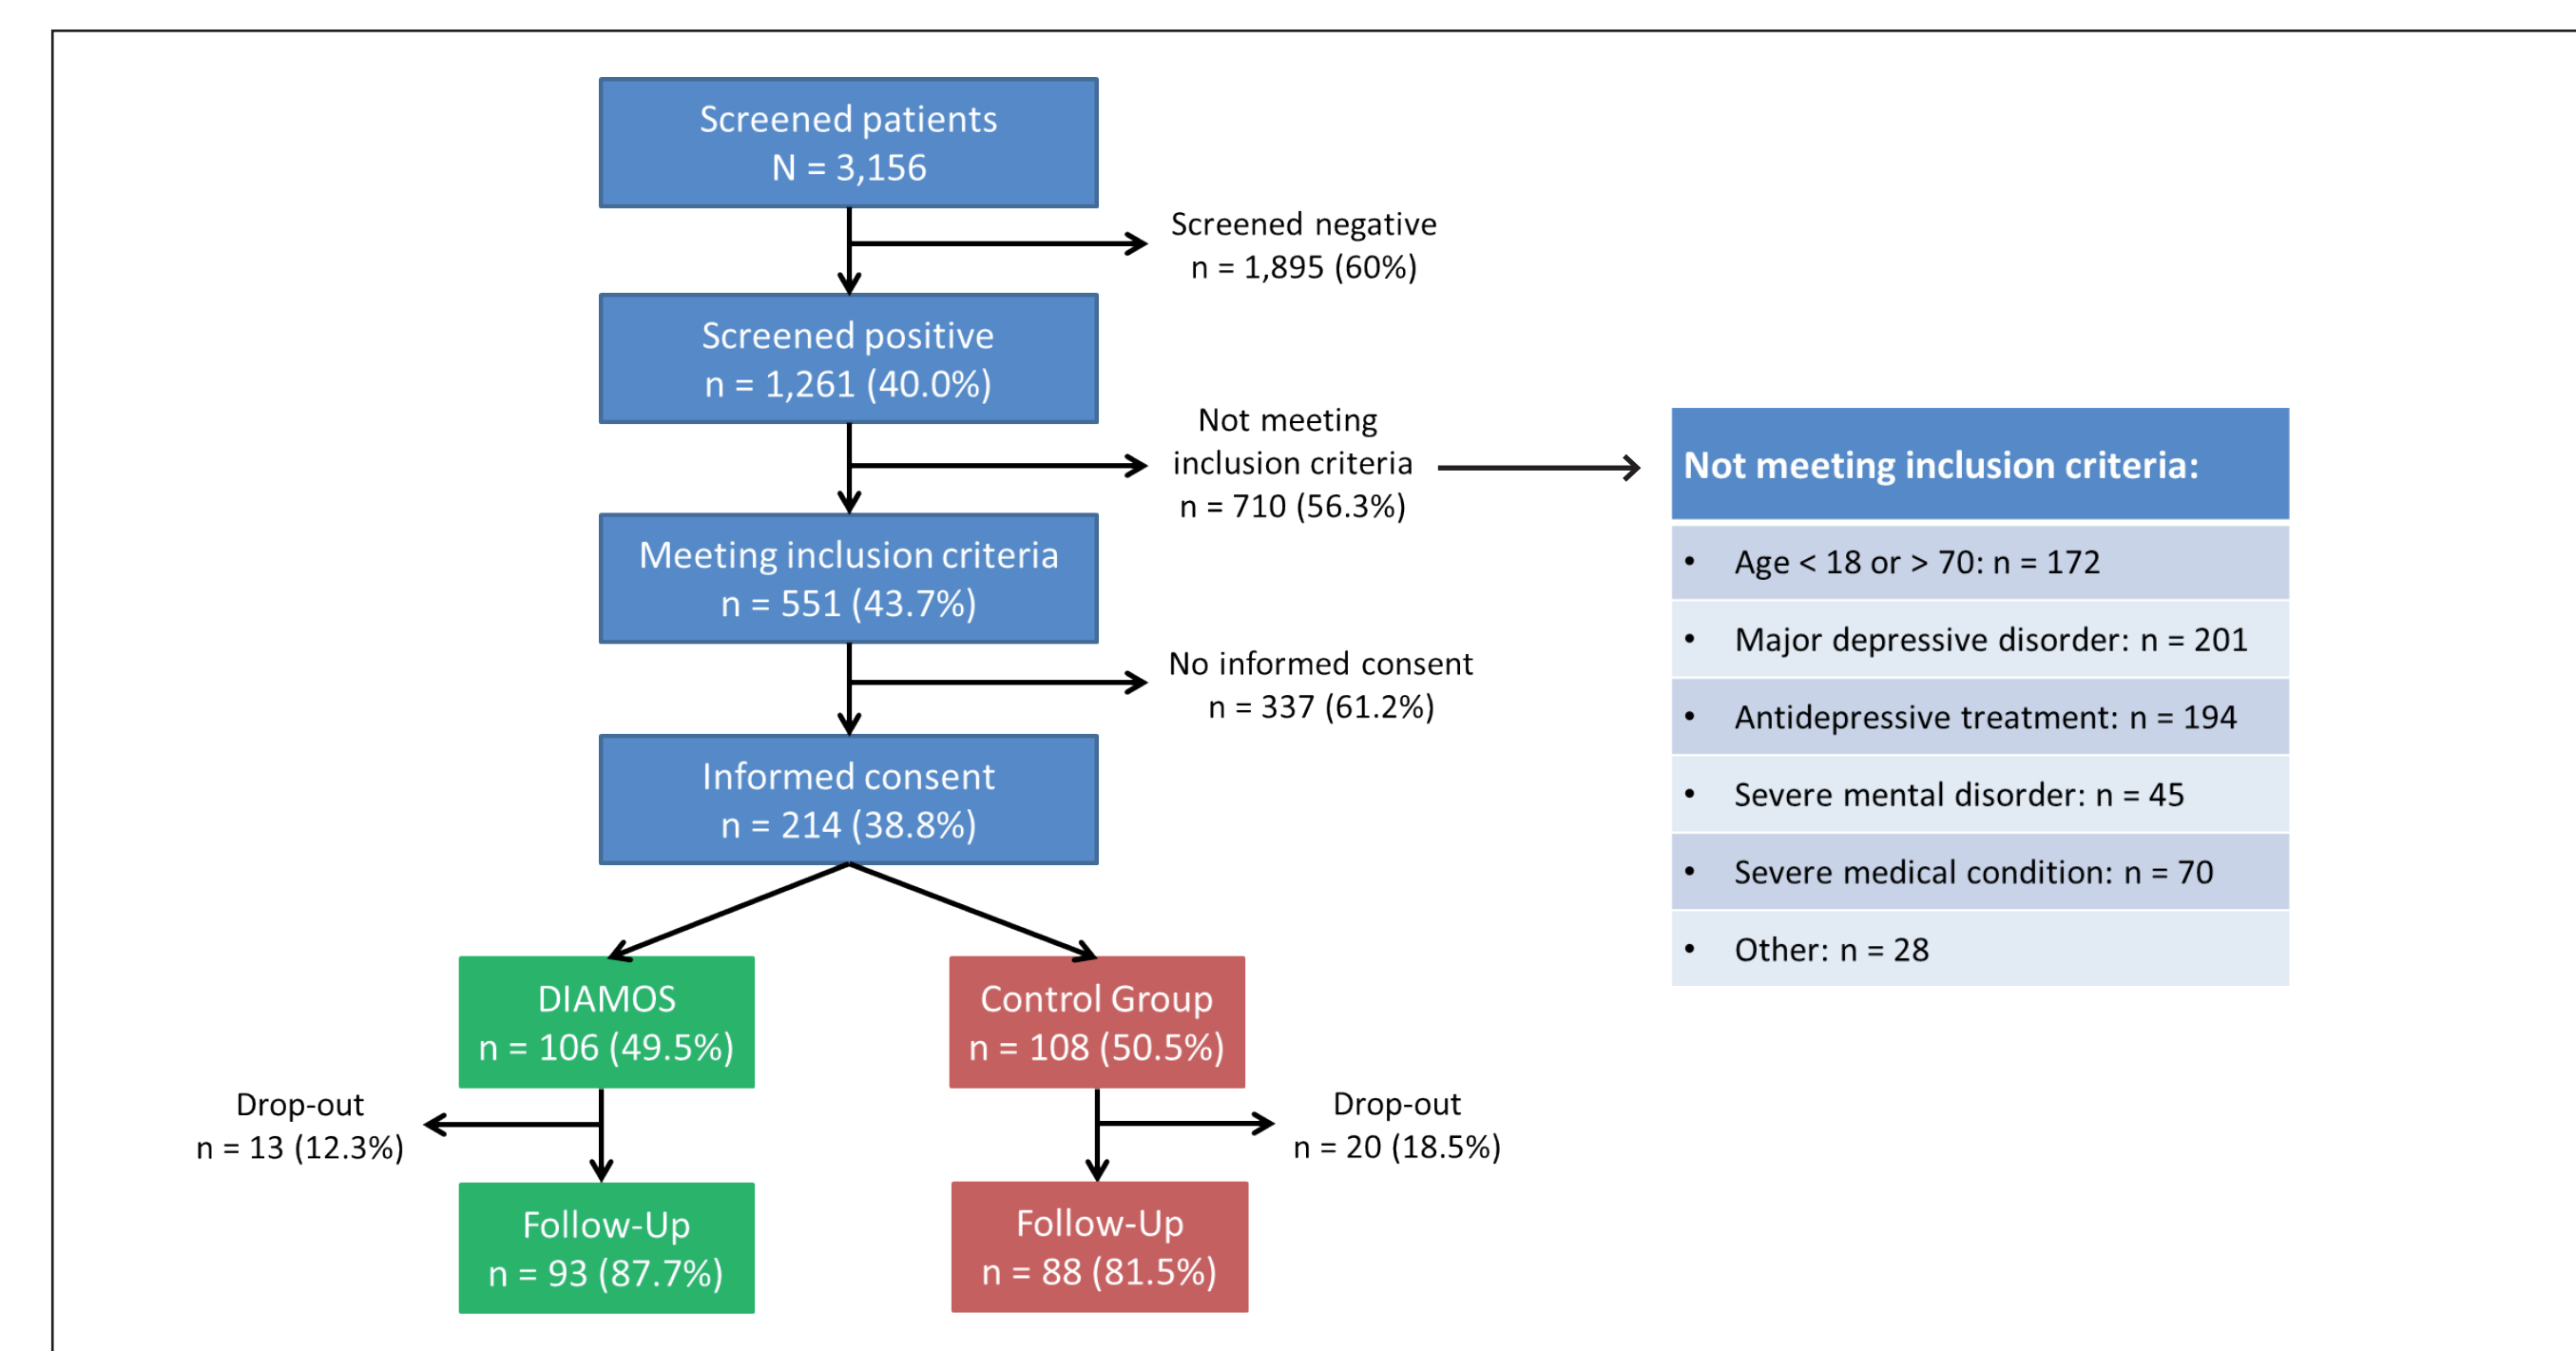 Screened patients
N = 3,156
Screened negative
n = 1,895 (60%)
Screened positive
n = 1,261 (40.0%)
Not meeting
inclusion criteria
n = 710 (56.3%)
Not meeting inclusion criteria:
• Age < 18 or > 70: n = 172
• Major depressive disorder: n = 201
• Antidepressive treatment: n = 194
• Severe mental disorder: n = 45
• Severe medical condition: n = 70
• Other: n = 28
Meeting inclusion criteria
n = 551 (43.7%)
No informed consent
n = 337 (61.2%)
Informed consent
n = 214 (38.8%)
DIAMOS
n = 106 (49.5%)
Control Group
n = 108 (50.5%)
Drop-out
n = 13 (12.3%)
Drop-out
n = 20 (18.5%)
Follow-Up
n = 93 (87.7%)
Follow-Up
n = 88 (81.5%)